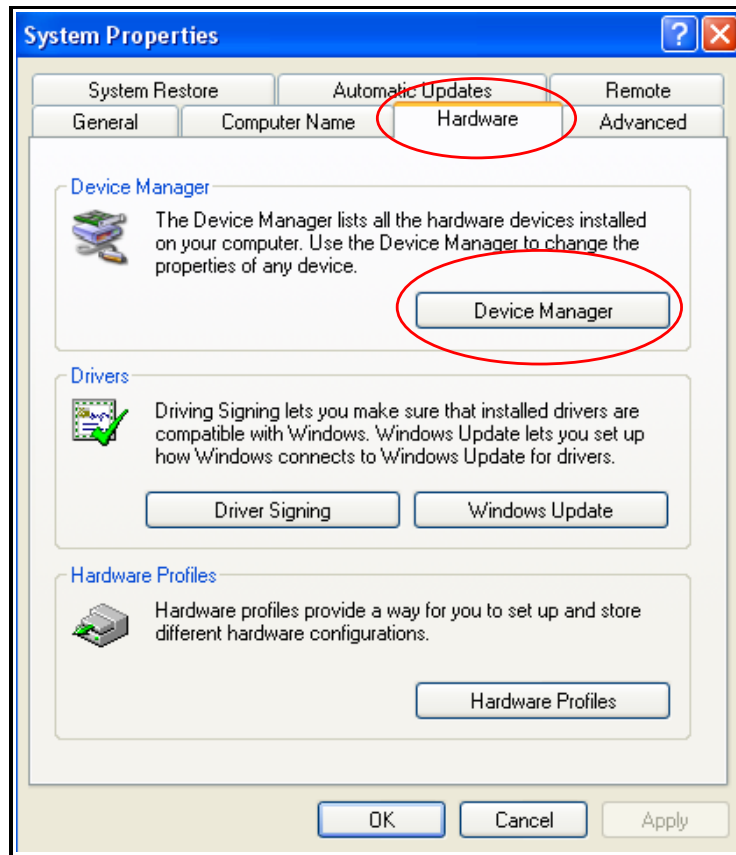 System Properties
?
System Restore Automatic Updates Remote
General Computer Name Hardware Advanced
Device Manager
The Device Manager lists all the hardware devices installed
on your computer. Use the Device Manager to change the
properties of any device.
Device Manager
Drivers
Driving Signing lets you make sure that installed drivers are
compatible with Windows. Windows Update lets you set up
how Windows connects to Windows Update for drivers.
Driver Signing Windows Update
Hardware Profiles
Hardware profiles provide a way for you to set up and store
different hardware configurations.
Hardware Profiles
OK Cancel Apply